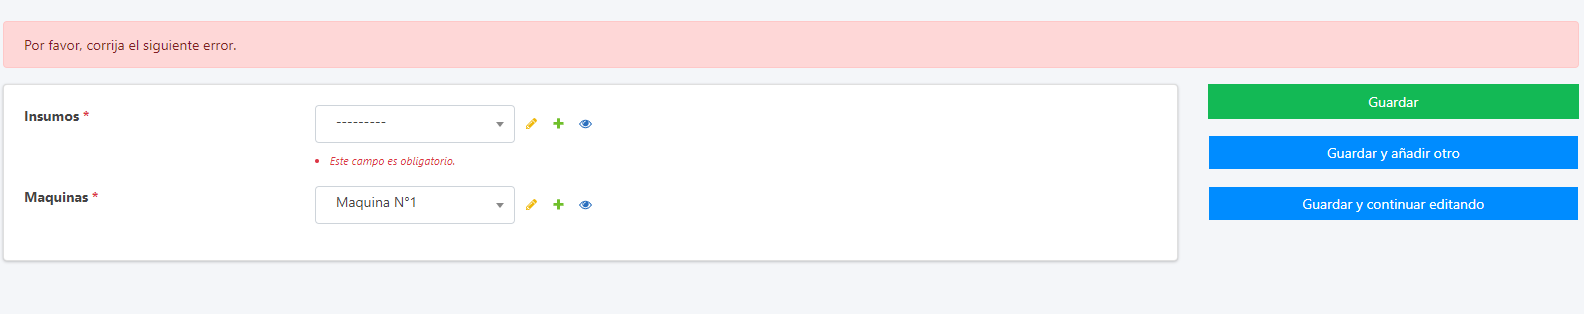 Por favor, corrija el siguiente error.
Insumos *
---------
Este campo es obligatorio.
Maquinas *
Maquina N°1
Guardar
Guardar y añadir otro
Guardar y continuar editando